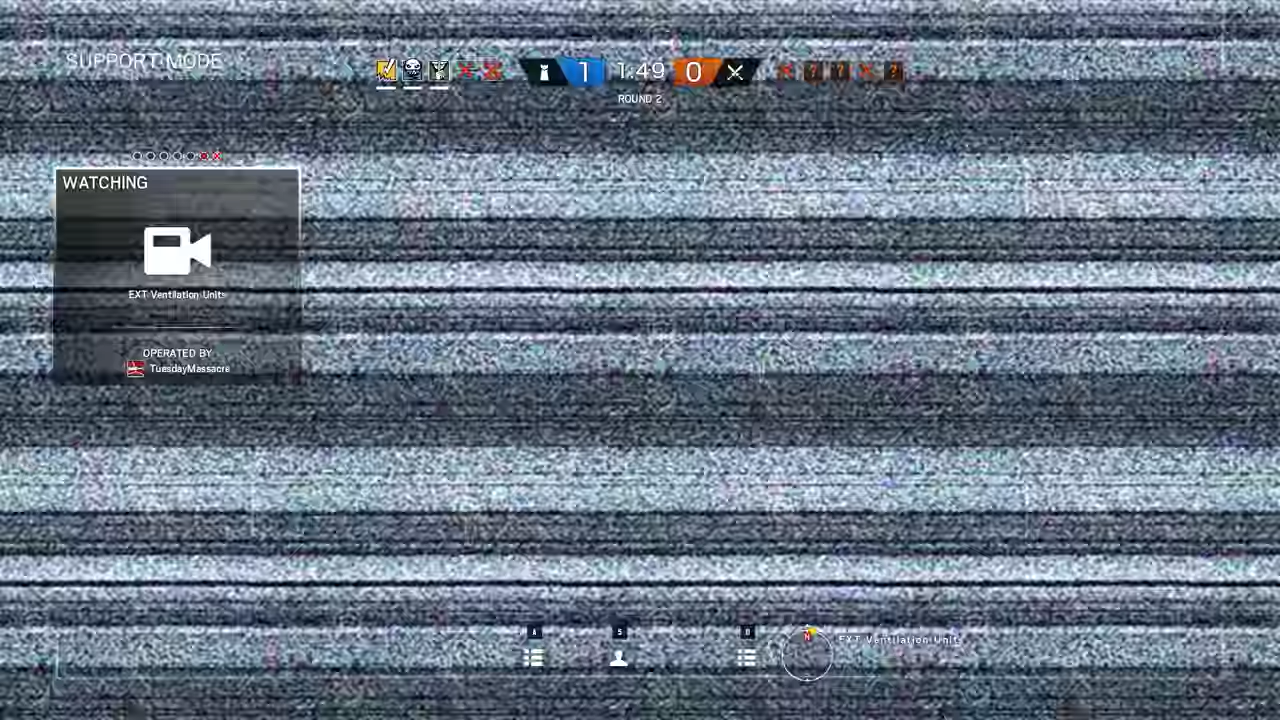 SUPPORT MODE
1 1:49 0
? ? ?
ROUND 2
WATCHING
EXT Ventilation Units
OPERATED BY
TuesdayMassacre
A S D
N
EXT Ventilation Units